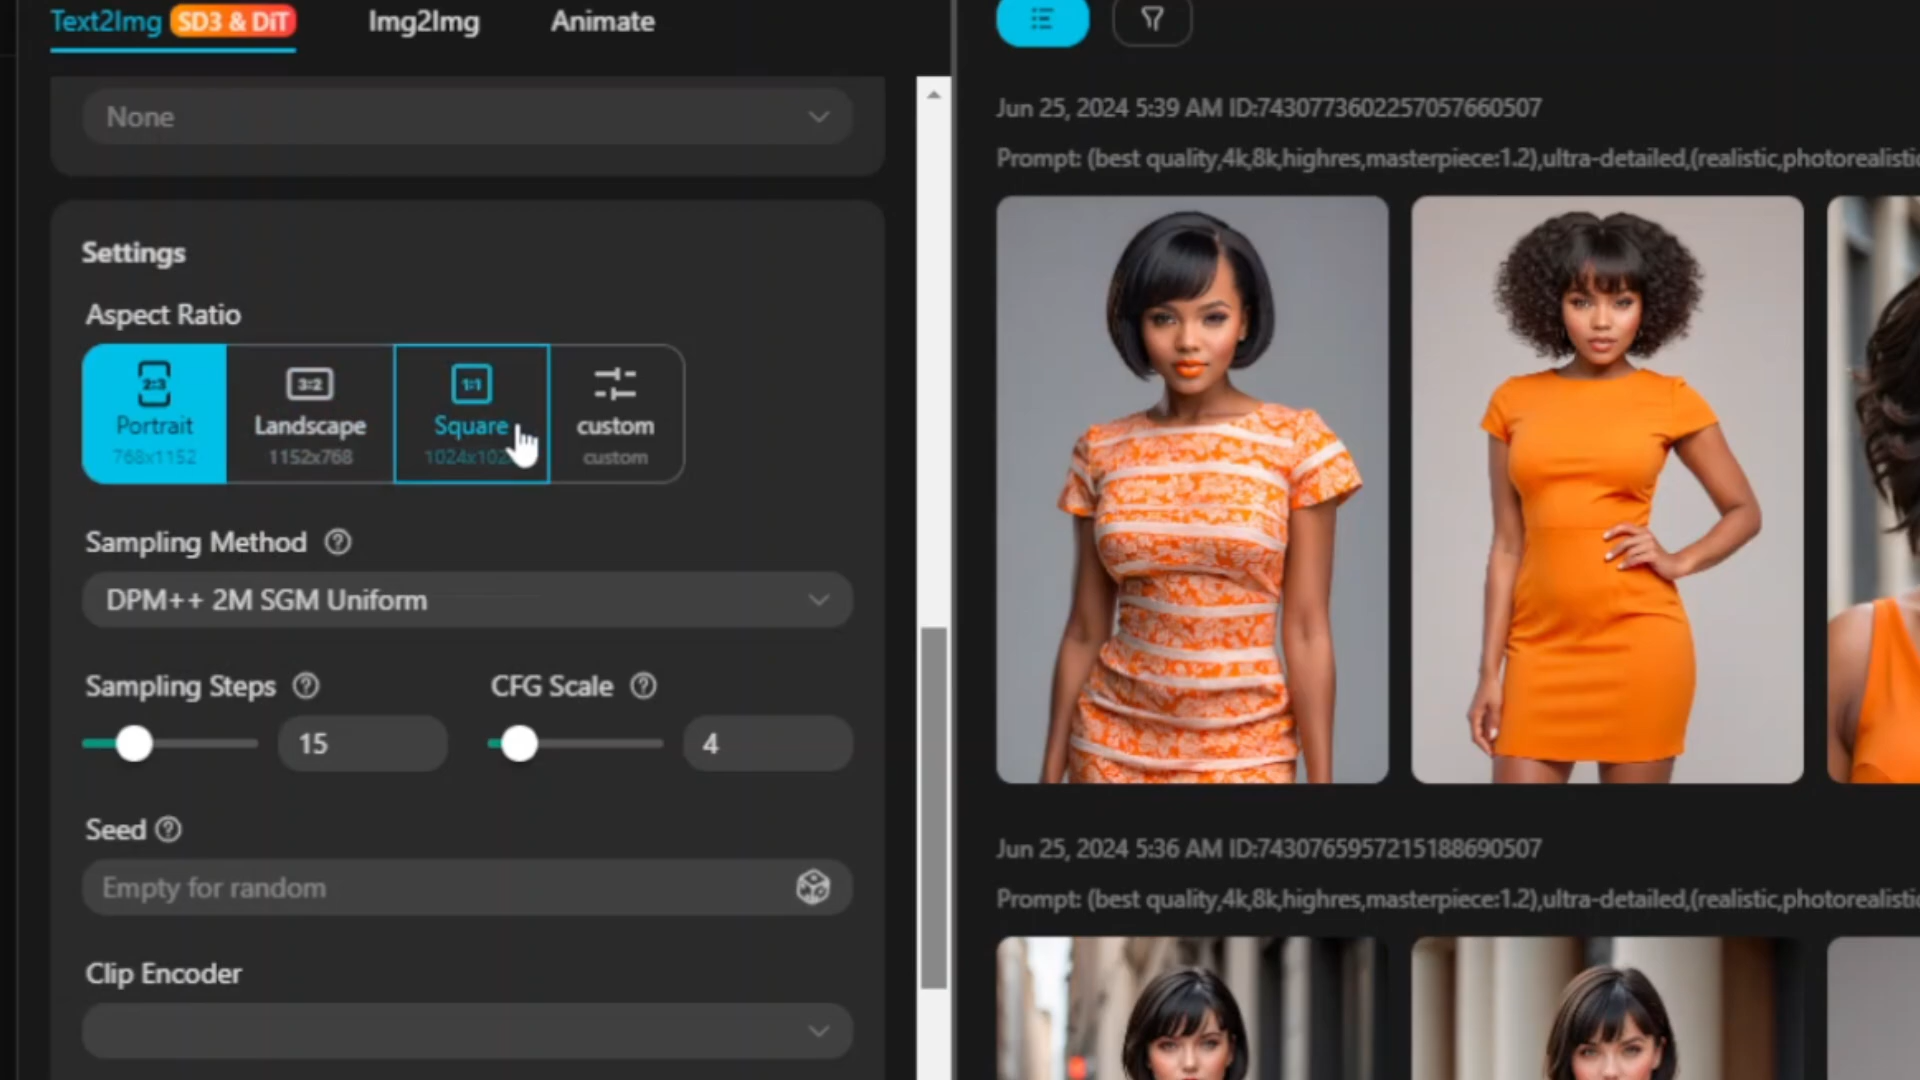 Text2Img SD3 & DiT Img2Img Animate
None
Settings
Aspect Ratio
2:3 3:2 1:1
Portrait Landscape Square custom
768x1152 1152x768 custom
Sampling Method
DPM++ 2M SGM Uniform
Sampling Steps CFG Scale
15 4
Seed
Empty for random
Clip Encoder
Jun 25, 2024 5:39 AM ID:743077360225705766050​7
Prompt: (best quality,4k,8k,highres,masterpiece:1.2),ultra-detailed,(realistic,photorealistic
Jun 25, 2024 5:36 AM ID:743076595721518869050​7
Prompt: (best quality,4k,8k,highres,masterpiece:1.2),ultra-detailed,(realistic,photorealistic